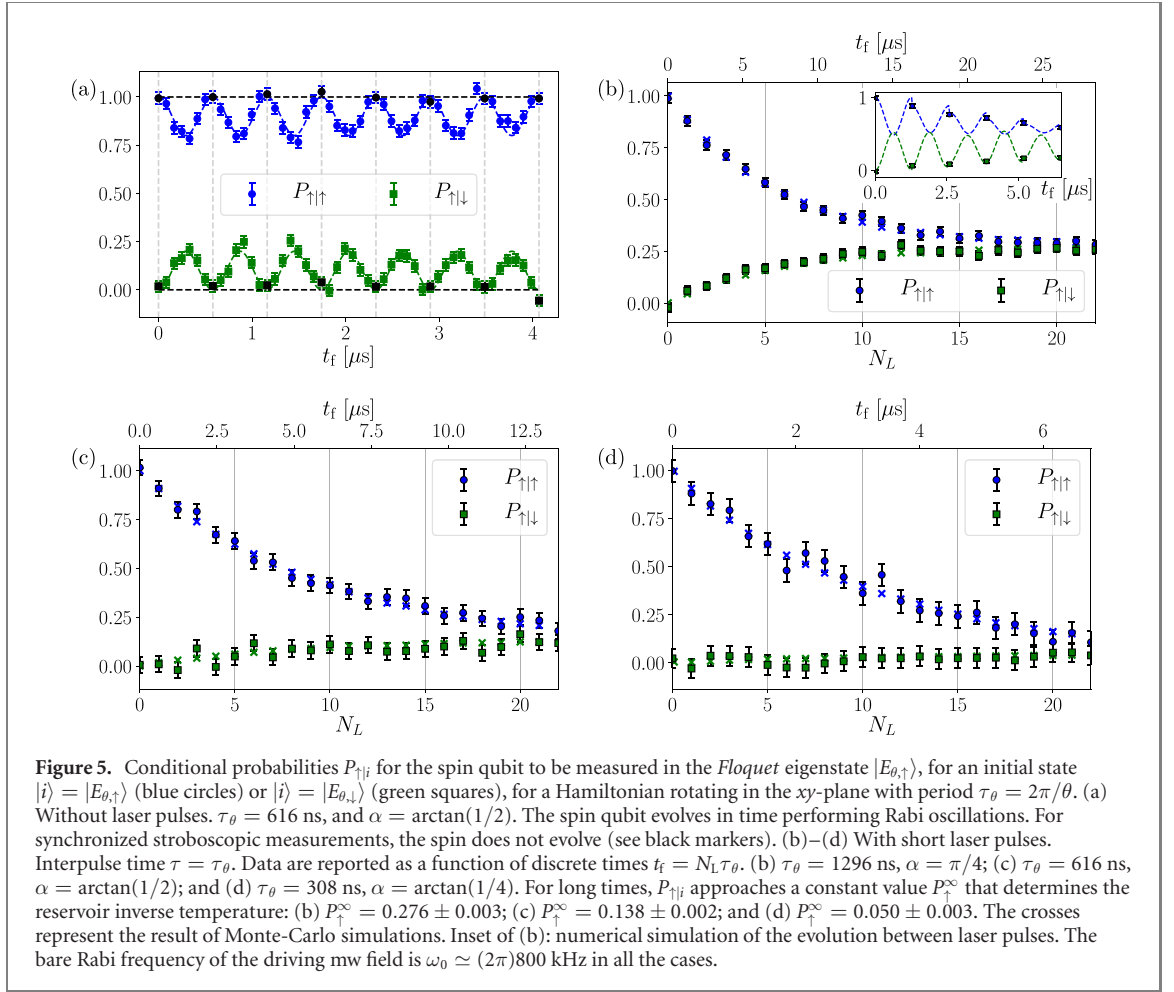 (a)
1.00
0.75
0.50
0.25
0.00
P↑|↑
P↑|↓
0
1
2
3
4
t_f [μs]
t_f [μs]
0
5
10
15
20
25
(b)
1.00
0.75
0.50
0.25
0.00
1
0
0.0
2.5
5.0
t_f [μs]
P↑|↑
P↑|↓
0
5
10
15
20
N_L
t_f [μs]
0.0
2.5
5.0
7.5
10.0
12.5
(c)
1.00
0.75
0.50
0.25
0.00
P↑|↑
P↑|↓
0
5
10
15
20
N_L
t_f [μs]
0
2
4
6
(d)
1.00
0.75
0.50
0.25
0.00
P↑|↑
P↑|↓
0
5
10
15
20
N_L
Figure 5. Conditional probabilities P↑|i for the spin qubit to be measured in the Floquet eigenstate |Eθ,↑⟩, for an initial state
|i⟩ = |Eθ,↑⟩ (blue circles) or |i⟩ = |Eθ,↓⟩ (green squares), for a Hamiltonian rotating in the xy-plane with period τθ = 2π/θ. (a)
Without laser pulses. τθ = 616 ns, and α = arctan(1/2). The spin qubit evolves in time performing Rabi oscillations. For
synchronized stroboscopic measurements, the spin does not evolve (see black markers). (b)–(d) With short laser pulses.
Interpulse time τ = τθ. Data are reported as a function of discrete times t_f = N_Lτθ. (b) τθ = 1296 ns, α = π/4; (c) τθ = 616 ns,
α = arctan(1/2); and (d) τθ = 308 ns, α = arctan(1/4). For long times, P↑|i approaches a constant value P↑^∞ that determines the
reservoir inverse temperature: (b) P↑^∞ = 0.276 ± 0.003; (c) P↑^∞ = 0.138 ± 0.002; and (d) P↑^∞ = 0.050 ± 0.003. The crosses
represent the result of Monte-Carlo simulations. Inset of (b): numerical simulation of the evolution between laser pulses. The
bare Rabi frequency of the driving mw field is ω₀ ≃ (2π)800 kHz in all the cases.